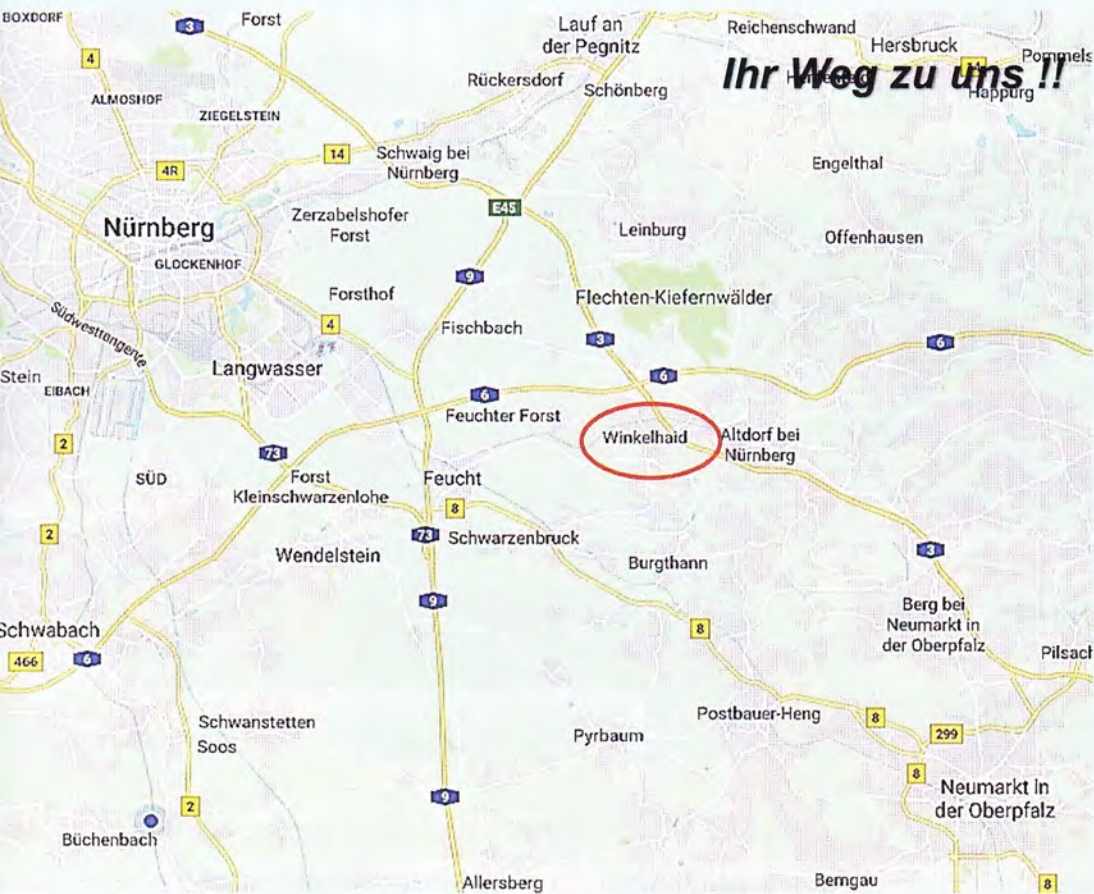 BOXDORF
3
Forst
Lauf an
der Pegnitz
Reichenschwand
Hersbruck
14
Pommels
Ihr Weg zu uns !!
Happurg
4
Rückersdorf
Schönberg
ALMOSHOF
ZIEGELSTEIN
4R
14
Schwaig bei
Nürnberg
Engelthal
E45
Nürnberg
Zerzabelshofer
Forst
Leinburg
Offenhausen
GLOCKENHOF
9
Forsthof
Flechten-Kiefernwälder
Südwesttangente
4
Fischbach
3
6
Stein
EIBACH
Langwasser
6
6
Feuchter Forst
2
73
Winkelhaid
Altdorf bei
Nürnberg
SÜD
Forst
Kleinschwarzenlohe
Feucht
8
2
73
Schwarzenbruck
3
Wendelstein
Burgthann
9
Berg bei
Neumarkt in
der Oberpfalz
Schwabach
8
466
6
Pilsach
Schwanstetten
Soos
Postbauer-Heng
8
299
Pyrbaum
8
Neumarkt in
der Oberpfalz
2
9
Büchenbach
Allersberg
Berngau
8